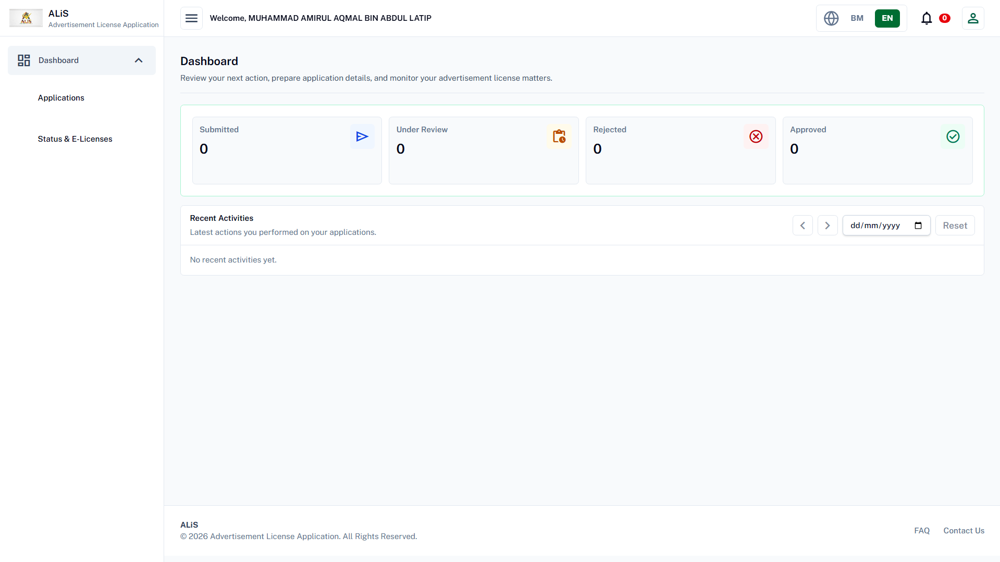 ALiS
ALiS
Advertisement License Application
Welcome, MUHAMMAD AMIRUL AQMAL BIN ABDUL LATIP
BM
EN
0
Dashboard
Applications
Status & E-Licenses
Dashboard
Review your next action, prepare application details, and monitor your advertisement license matters.
Submitted
0
Under Review
0
Rejected
0
Approved
0
Recent Activities
Latest actions you performed on your applications.
dd/mm/yyyy
Reset
No recent activities yet.
ALiS
© 2026 Advertisement License Application. All Rights Reserved.
FAQ
Contact Us